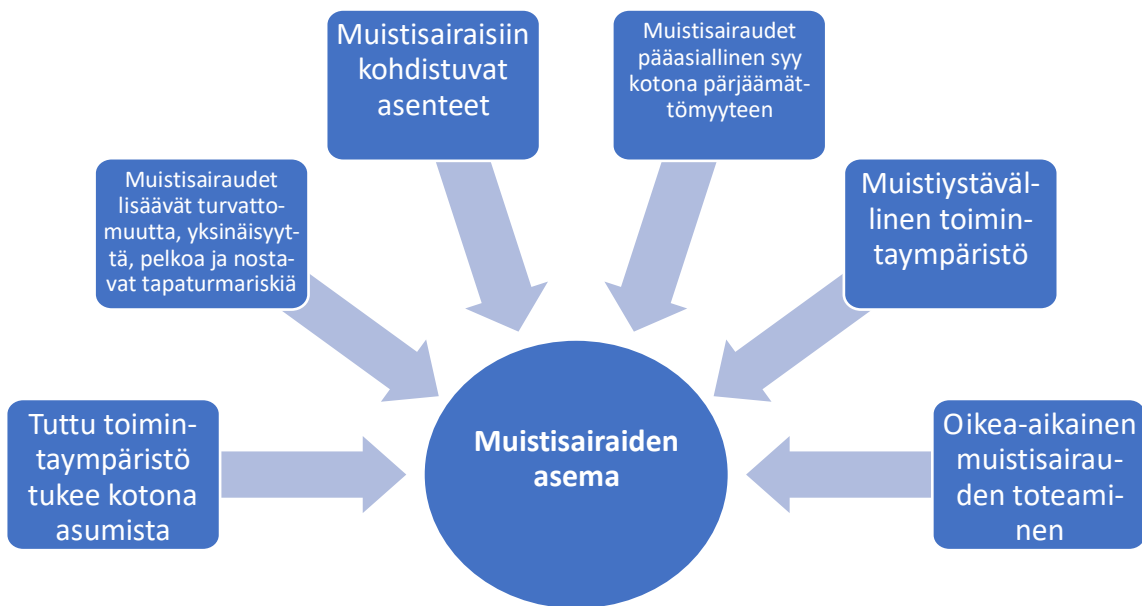 Tuttu toimin-
taympäristö
tukee kotona
asumista
Muistisairaudet
lisäävät turvatto-
muutta, yksinäisyyt-
tä, pelkoa ja nosta-
vat tapaturmariskiä
Muistisairaisiin
kohdistuvat
asenteet
Muistisairaudet
pääasiallinen syy
kotona pärjäämät-
tömyyteen
Muistiystäväl-
linen toimin-
taympäristö
Oikea-aikainen
muistisairau-
den toteami-
nen
Muistisairaiden
asema